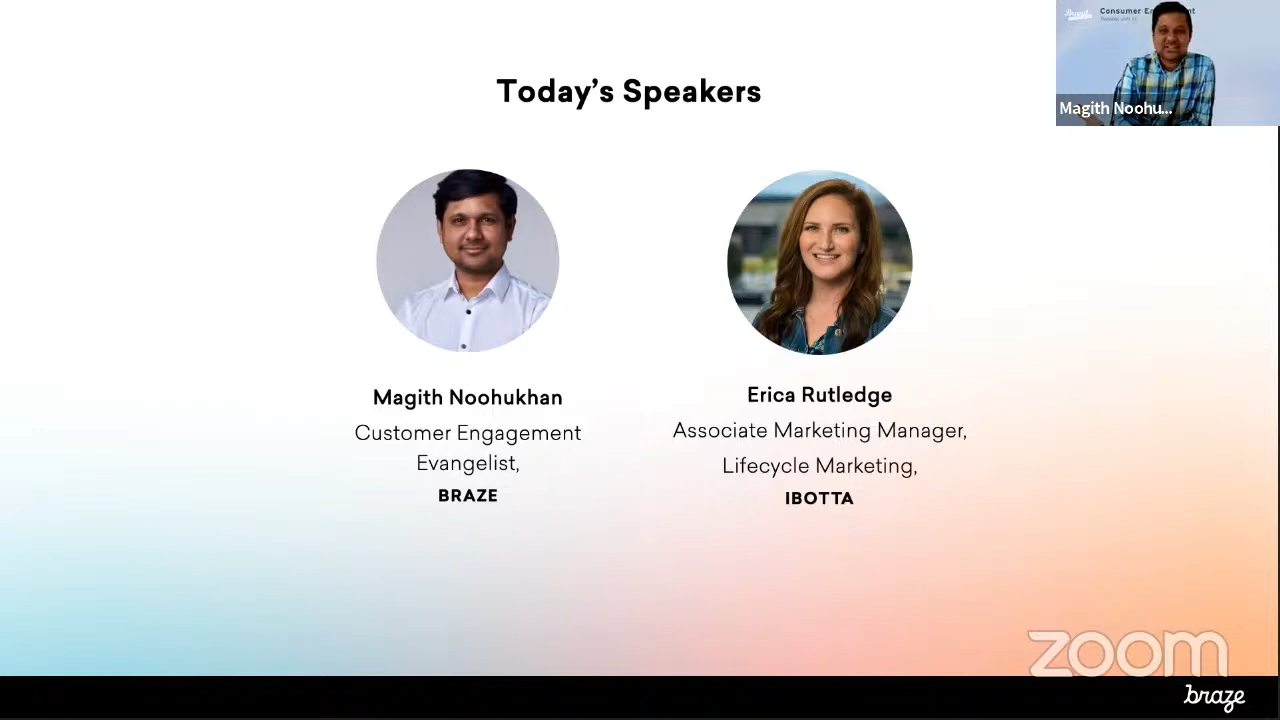 Today's Speakers
Consumer En
Magith Noohu...
Magith Noohukhan
Customer Engagement
Evangelist,
BRAZE
Erica Rutledge
Associate Marketing Manager,
Lifecycle Marketing,
IBOTTA
zoom
braze